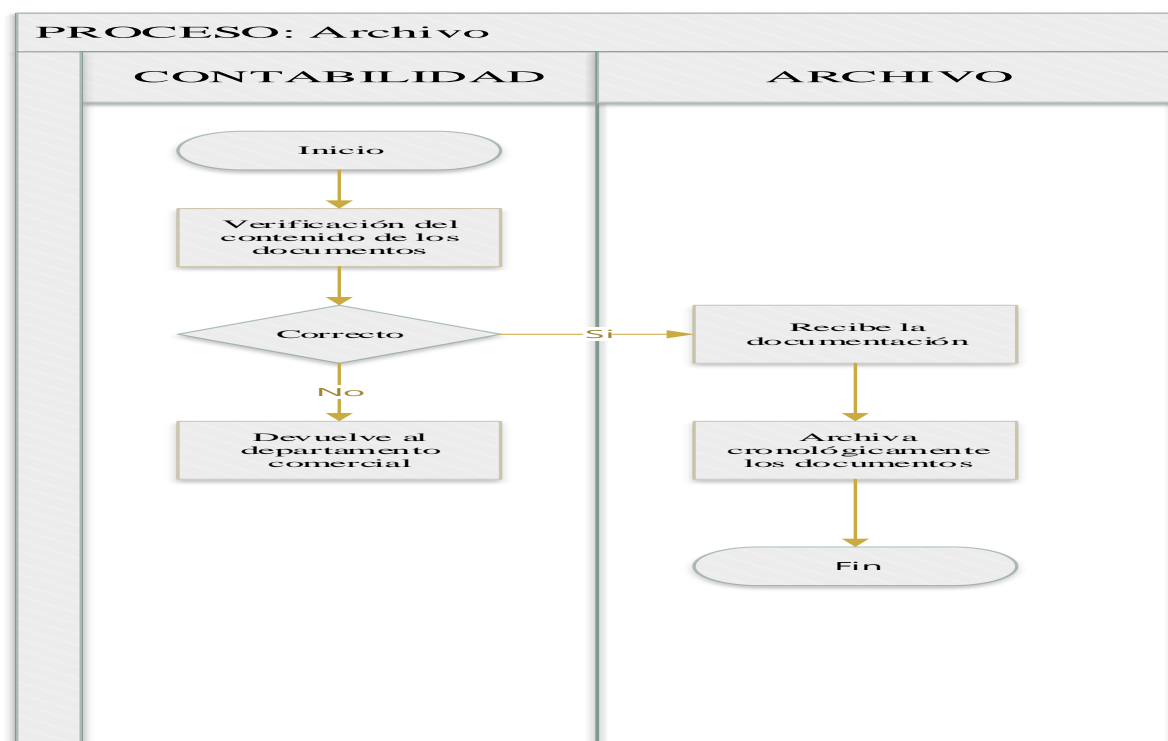 PROCESO: Archivo
CONTABILIDAD
ARCHIVO
Inicio
Verificación del
contenido de los
documentos
Correcto
Si
Recibe la
documentación
No
Devuelve al
departamento
comercial
Archiva
cronológicamente
los documentos
Fin